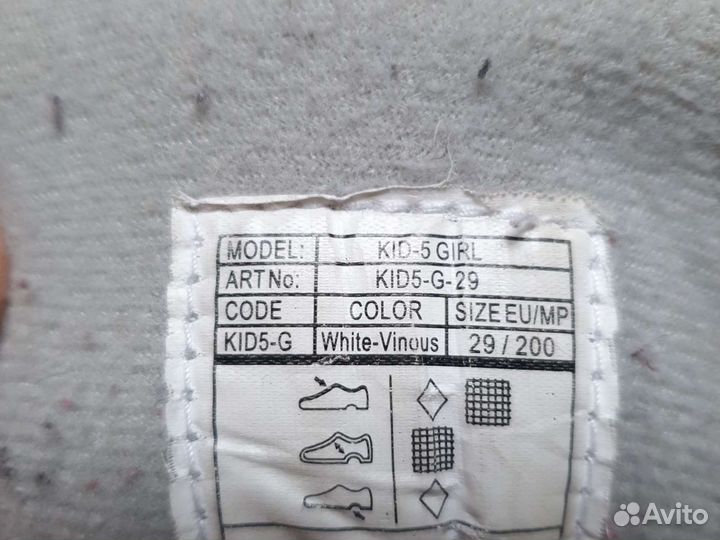 MODEL: KID-5 GIRL
ART No: KID5-G-29
CODE COLOR SIZE EU/MP
KID5-G White-Vinous 29 / 200
Avito